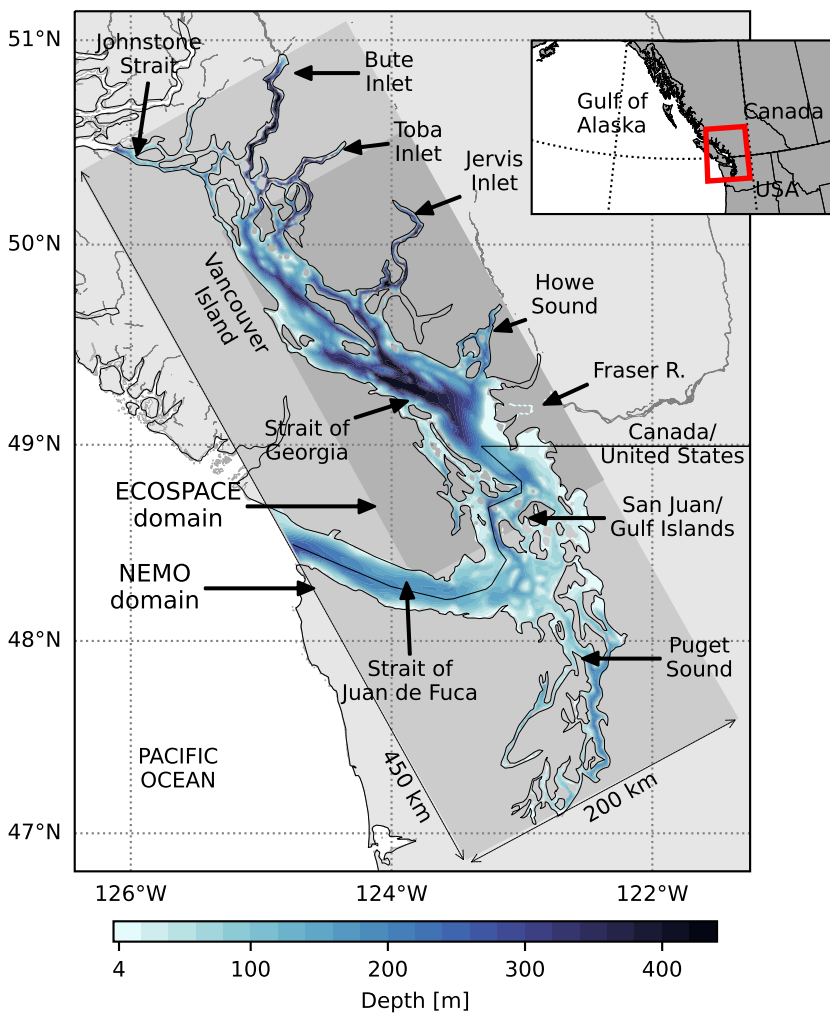 51°N
50°N
49°N
48°N
47°N
126°W
124°W
122°W
Johnstone
Strait
Bute
Inlet
Toba
Inlet
Jervis
Inlet
Gulf of
Alaska
Canada
USA
Vancouver
Island
Howe
Sound
Fraser R.
Strait of
Georgia
Canada/
United States
ECOSPACE
domain
San Juan/
Gulf Islands
NEMO
domain
Strait of
Juan de Fuca
Puget
Sound
PACIFIC
OCEAN
450 km
200 km
4
100
200
300
400
Depth [m]